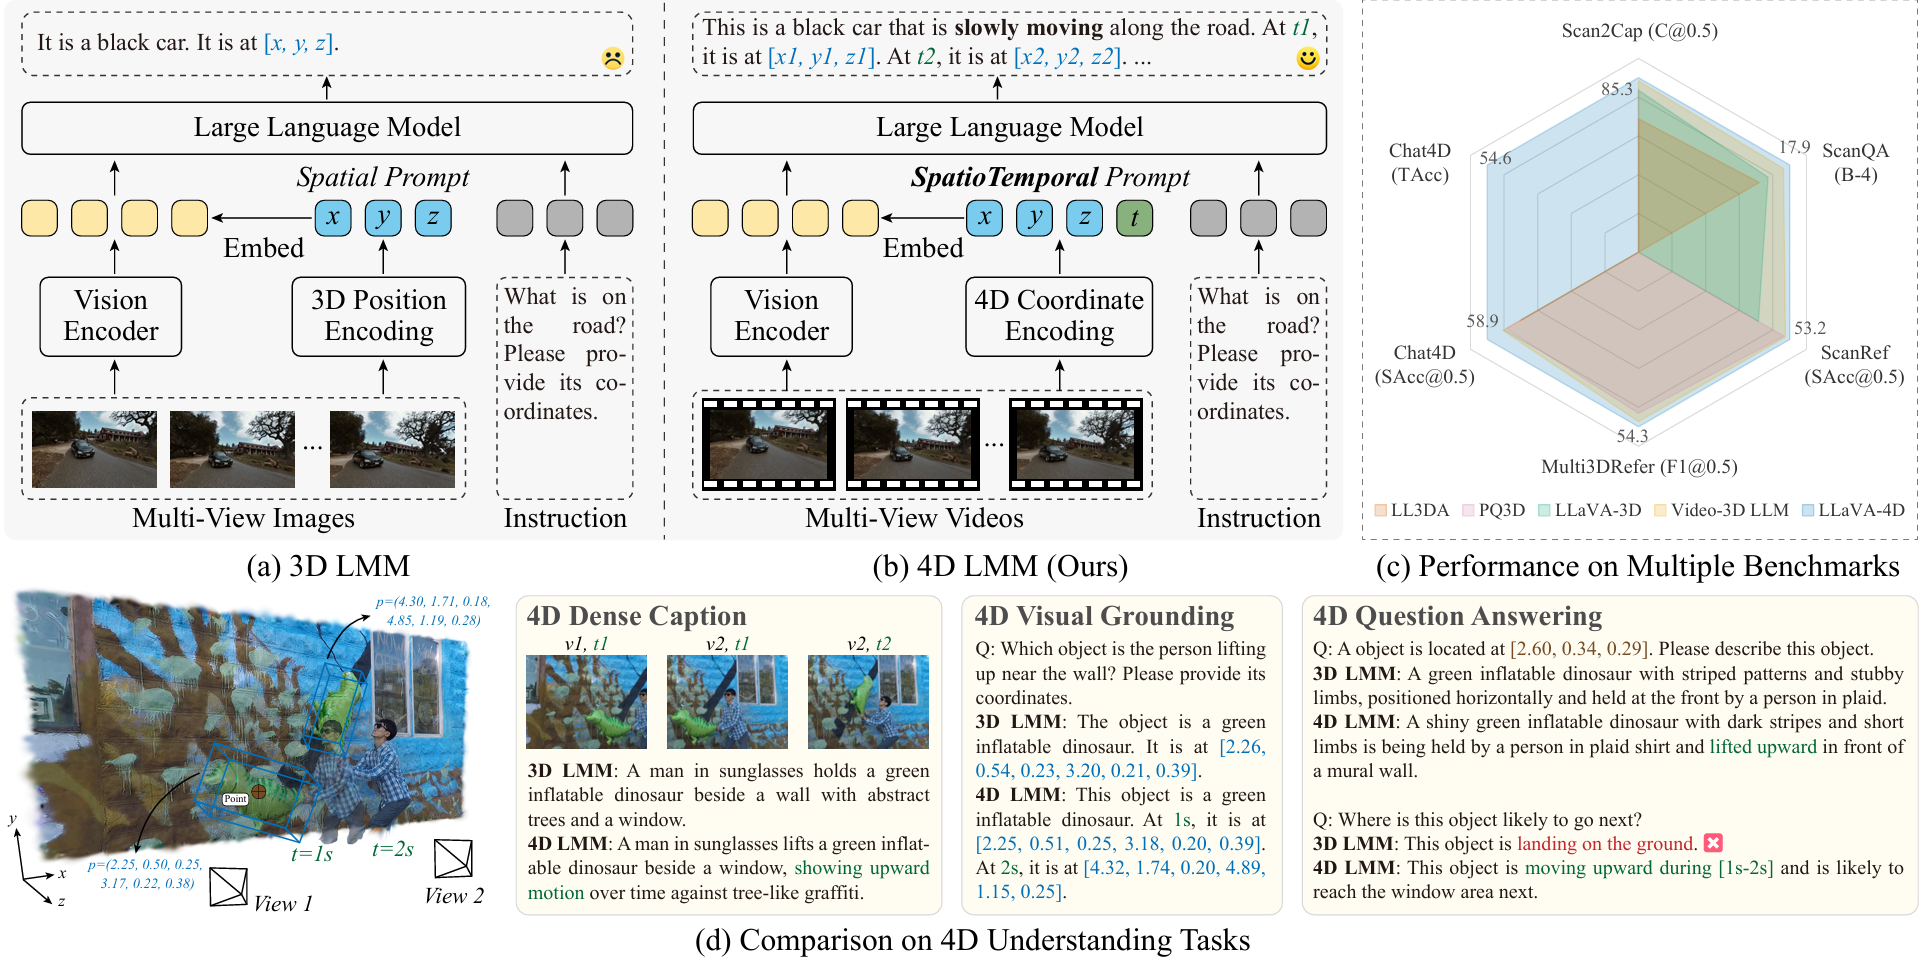 It is a black car. It is at [x, y, z].
Large Language Model
Spatial Prompt
x y z
Embed
Vision
Encoder
3D Position
Encoding
What is on
the road?
Please pro-
vide its co-
ordinates.
...
Multi-View Images
Instruction
(a) 3D LMM
This is a black car that is slowly moving along the road. At t1,
it is at [x1, y1, z1]. At t2, it is at [x2, y2, z2]. ...
Large Language Model
SpatioTemporal Prompt
x y z t
Embed
Vision
Encoder
4D Coordinate
Encoding
What is on
the road?
Please pro-
vide its co-
ordinates.
...
Multi-View Videos
Instruction
(b) 4D LMM (Ours)
Scan2Cap (C@0.5)
85.3
17.9
ScanQA
(B-4)
Chat4D
(TAcc)
54.6
58.9
Chat4D
(SAcc@0.5)
53.2
ScanRef
(SAcc@0.5)
54.3
Multi3DRefer (F1@0.5)
LL3DA PQ3D LLaVA-3D Video-3D LLM LLaVA-4D
(c) Performance on Multiple Benchmarks
p=(4.30, 1.71, 0.18,
4.85, 1.19, 0.28)
Point
t=1s
t=2s
p=(2.25, 0.50, 0.25,
3.17, 0.22, 0.38)
y
x
z
View 1
View 2
4D Dense Caption
v1, t1
v2, t1
v2, t2
3D LMM: A man in sunglasses holds a green
inflatable dinosaur beside a wall with abstract
trees and a window.
4D LMM: A man in sunglasses lifts a green inflat-
able dinosaur beside a window, showing upward
motion over time against tree-like graffiti.
4D Visual Grounding
Q: Which object is the person lifting
up near the wall? Please provide its
coordinates.
3D LMM: The object is a green
inflatable dinosaur. It is at [2.26,
0.54, 0.23, 3.20, 0.21, 0.39].
4D LMM: This object is a green
inflatable dinosaur. At 1s, it is at
[2.25, 0.51, 0.25, 3.18, 0.20, 0.39].
At 2s, it is at [4.32, 1.74, 0.20, 4.89,
1.15, 0.25].
4D Question Answering
Q: A object is located at [2.60, 0.34, 0.29]. Please describe this object.
3D LMM: A green inflatable dinosaur with striped patterns and stubby
limbs, positioned horizontally and held at the front by a person in plaid.
4D LMM: A shiny green inflatable dinosaur with dark stripes and short
limbs is being held by a person in plaid shirt and lifted upward in front of
a mural wall.
Q: Where is this object likely to go next?
3D LMM: This object is landing on the ground.
4D LMM: This object is moving upward during [1s-2s] and is likely to
reach the window area next.
(d) Comparison on 4D Understanding Tasks